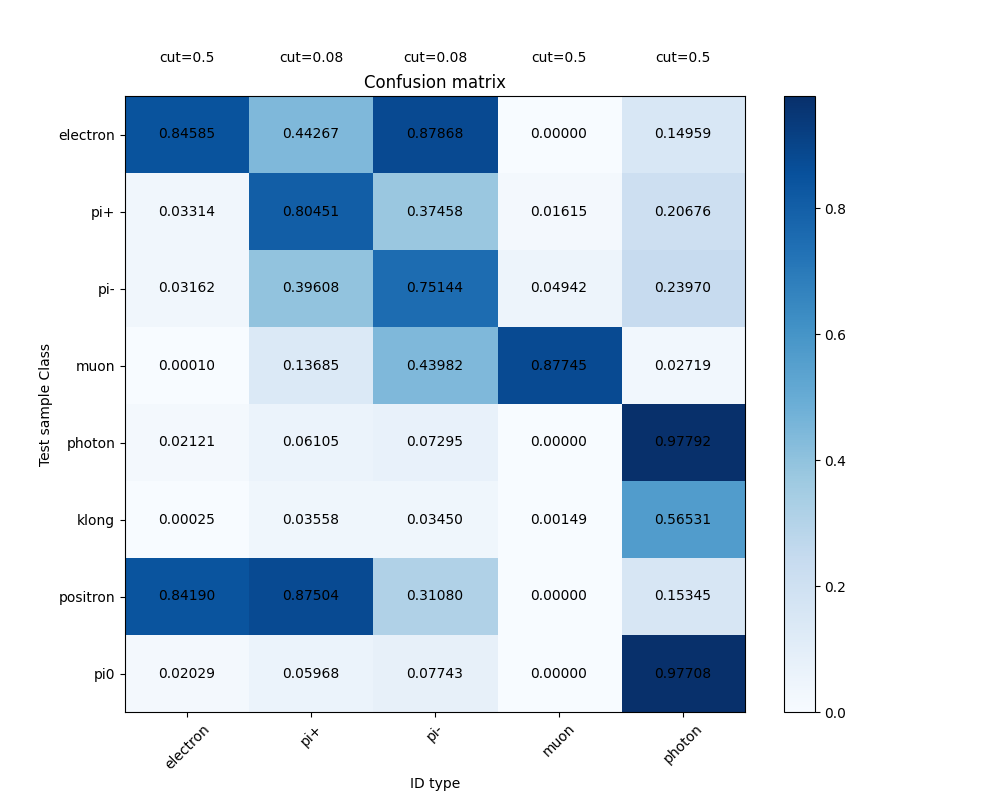 cut=0.5 cut=0.08 cut=0.08 cut=0.5 cut=0.5
Confusion matrix
electron 0.84585 0.44267 0.87868 0.00000 0.14959
pi+ 0.03314 0.80451 0.37458 0.01615 0.20676
pi- 0.03162 0.39608 0.75144 0.04942 0.23970
muon 0.00010 0.13685 0.43982 0.87745 0.02719
photon 0.02121 0.06105 0.07295 0.00000 0.97792
klong 0.00025 0.03558 0.03450 0.00149 0.56531
positron 0.84190 0.87504 0.31080 0.00000 0.15345
pi0 0.02029 0.05968 0.07743 0.00000 0.97708
electron pi+ pi- muon photon
ID type
Test sample Class
0.8
0.6
0.4
0.2
0.0